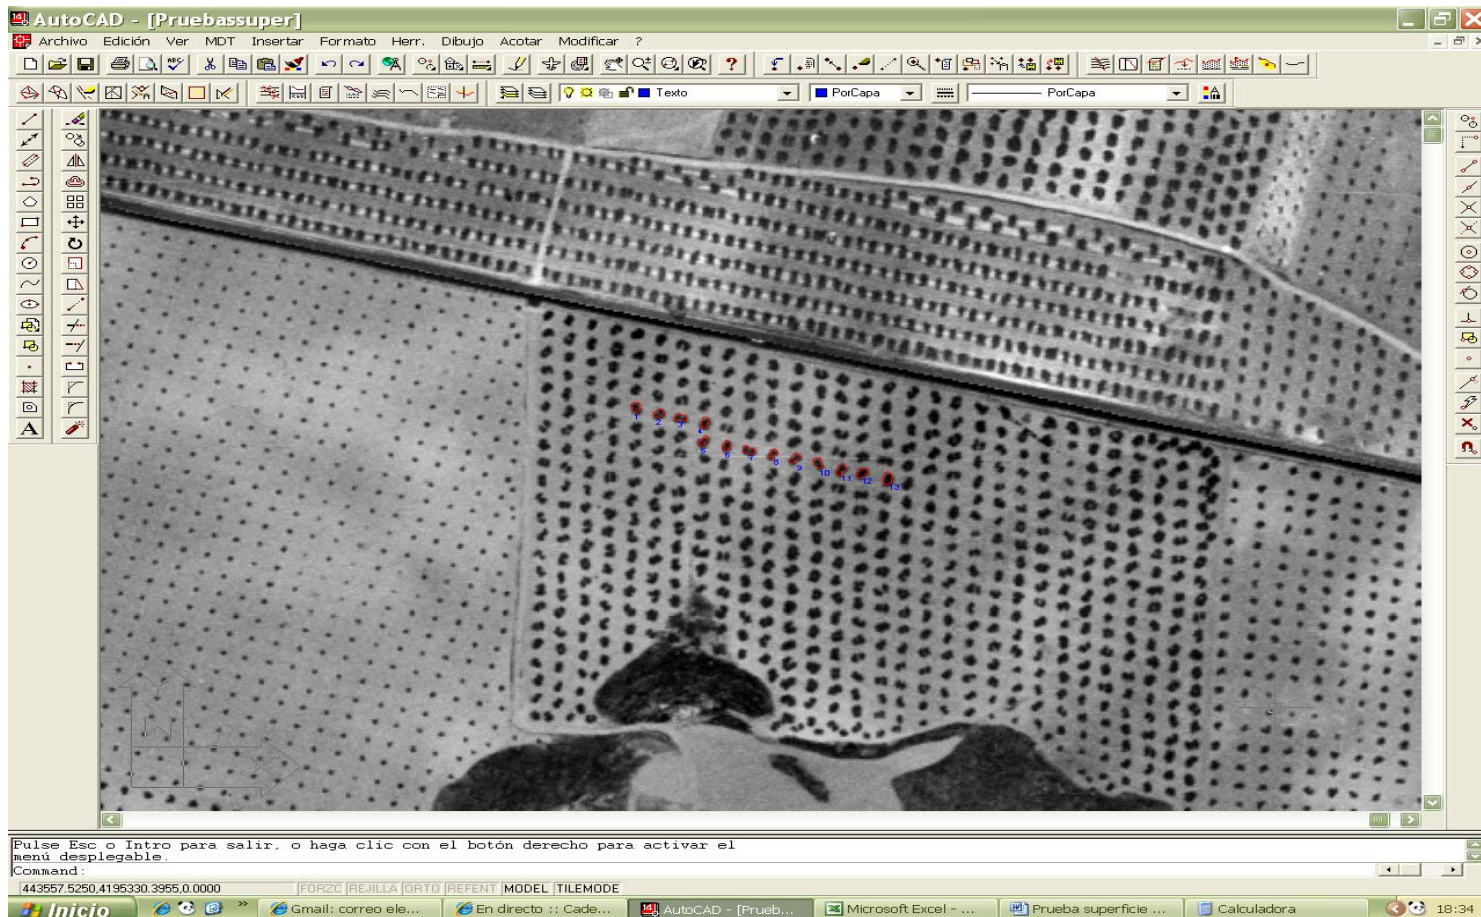 AutoCAD - [Pruebassuper]
Archivo Edición Ver MDT Insertar Formato Herr. Dibujo Acotar Modificar ?
Texto PorCapa PorCapa
1 2 3 4
5 6 7 8 9 10 11 12 13
Pulse Esc o Intro para salir, o haga clic con el botón derecho para activar el
menú desplegable.
Command:
443557.5250,4195330.3955,0.0000 FORZC REJILLA ORTO REFENT MODEL TILEMODE
Inicio » Gmail: correo ele... En directo :: Cade... AutoCAD - [Prueb... Microsoft Excel - ... Prueba superficie ... Calculadora 18:34